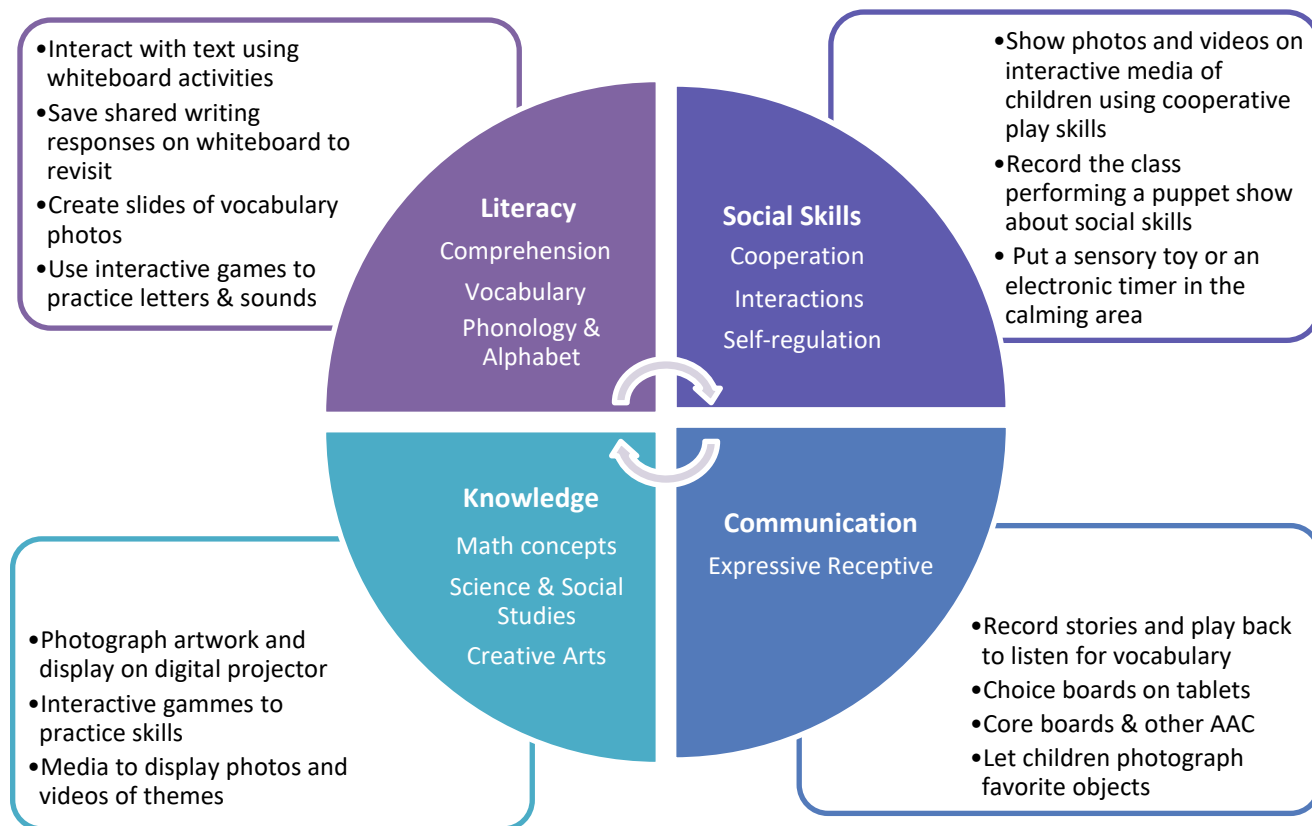 •Interact with text using
whiteboard activities
•Save shared writing
responses on whiteboard to
revisit
•Create slides of vocabulary
photos
•Use interactive games to
practice letters & sounds
Literacy
Comprehension
Vocabulary
Phonology &
Alphabet
Social Skills
Cooperation
Interactions
Self-regulation
•Show photos and videos on
interactive media of
children using cooperative
play skills
•Record the class
performing a puppet show
about social skills
• Put a sensory toy or an
electronic timer in the
calming area
•Photograph artwork and
display on digital projector
•Interactive gammes to
practice skills
•Media to display photos and
videos of themes
Knowledge
Math concepts
Science & Social
Studies
Creative Arts
Communication
Expressive Receptive
•Record stories and play back
to listen for vocabulary
•Choice boards on tablets
•Core boards & other AAC
•Let children photograph
favorite objects